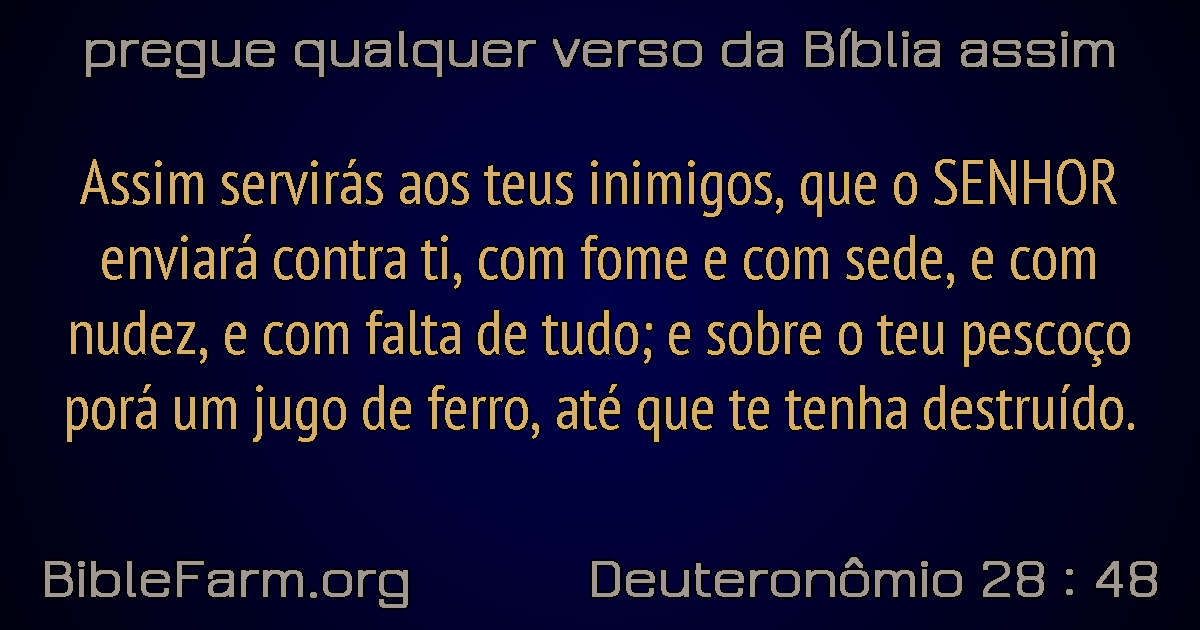 pregue qualquer verso da Bíblia assim
Assim servirás aos teus inimigos, que o SENHOR
enviará contra ti, com fome e com sede, e com
nudez, e com falta de tudo; e sobre o teu pescoço
porá um jugo de ferro, até que te tenha destruído.
BibleFarm.org
Deuteronômio 28 : 48